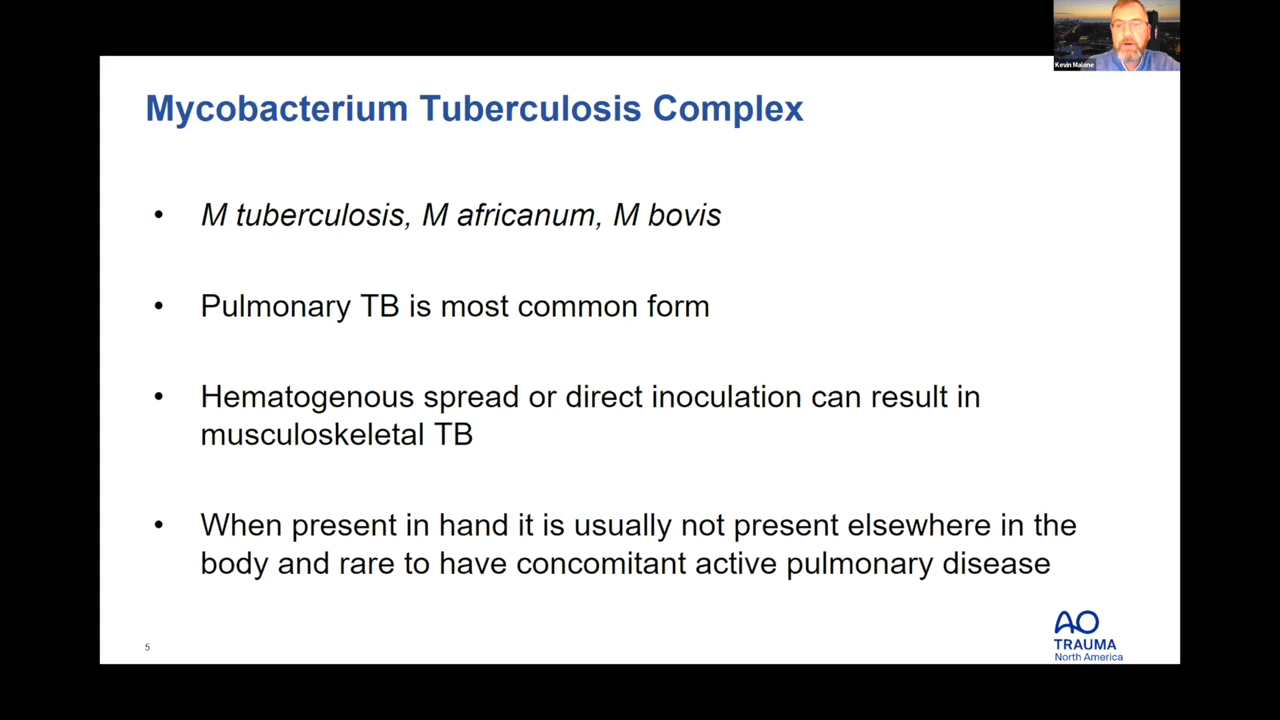 Kevin Malone
Mycobacterium Tuberculosis Complex
• M tuberculosis, M africanum, M bovis
• Pulmonary TB is most common form
• Hematogenous spread or direct inoculation can result in
musculoskeletal TB
• When present in hand it is usually not present elsewhere in the
body and rare to have concomitant active pulmonary disease
5
AO
TRAUMA
North America